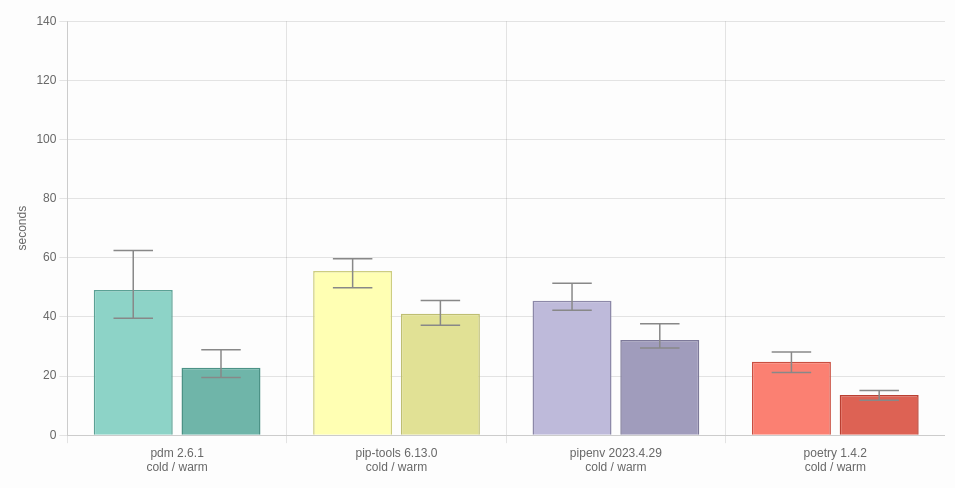 140
120
100
80
60
40
20
0
seconds
pdm 2.6.1
cold / warm
pip-tools 6.13.0
cold / warm
pipenv 2023.4.29
cold / warm
poetry 1.4.2
cold / warm